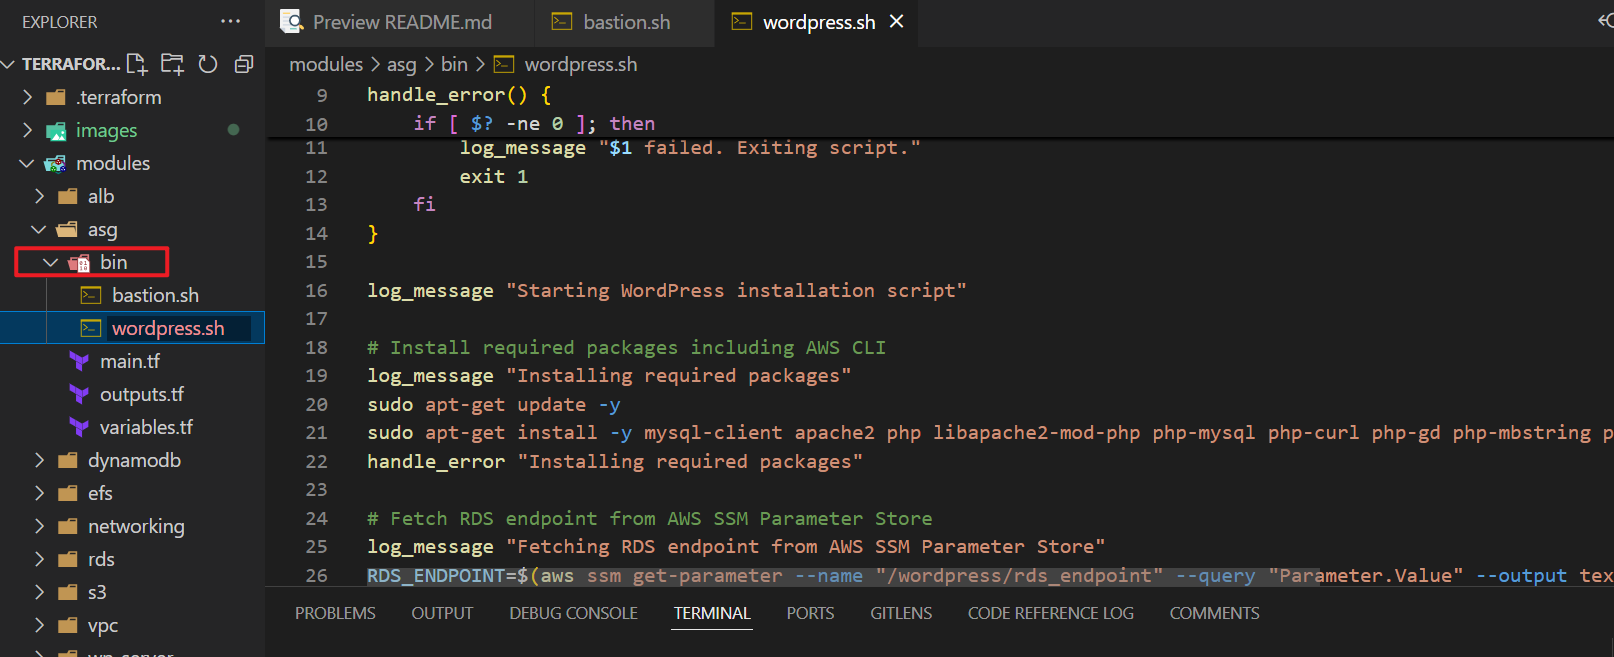 EXPLORER
TERRAFOR...
.terraform
images
modules
alb
asg
bin
bastion.sh
wordpress.sh
main.tf
outputs.tf
variables.tf
dynamodb
efs
networking
rds
s3
vpc
Preview README.md
bastion.sh
wordpress.sh
modules > asg > bin > wordpress.sh
9 handle_error() {
10 if [ $? -ne 0 ]; then
11 log_message "$1 failed. Exiting script."
12 exit 1
13 fi
14 }
15
16 log_message "Starting WordPress installation script"
17
18 # Install required packages including AWS CLI
19 log_message "Installing required packages"
20 sudo apt-get update -y
21 sudo apt-get install -y mysql-client apache2 php libapache2-mod-php php-mysql php-curl php-gd php-mbstring p
22 handle_error "Installing required packages"
23
24 # Fetch RDS endpoint from AWS SSM Parameter Store
25 log_message "Fetching RDS endpoint from AWS SSM Parameter Store"
26 RDS_ENDPOINT=$(aws ssm get-parameter --name "/wordpress/rds_endpoint" --query "Parameter.Value" --output tex
PROBLEMS OUTPUT DEBUG CONSOLE TERMINAL PORTS GITLENS CODE REFERENCE LOG COMMENTS